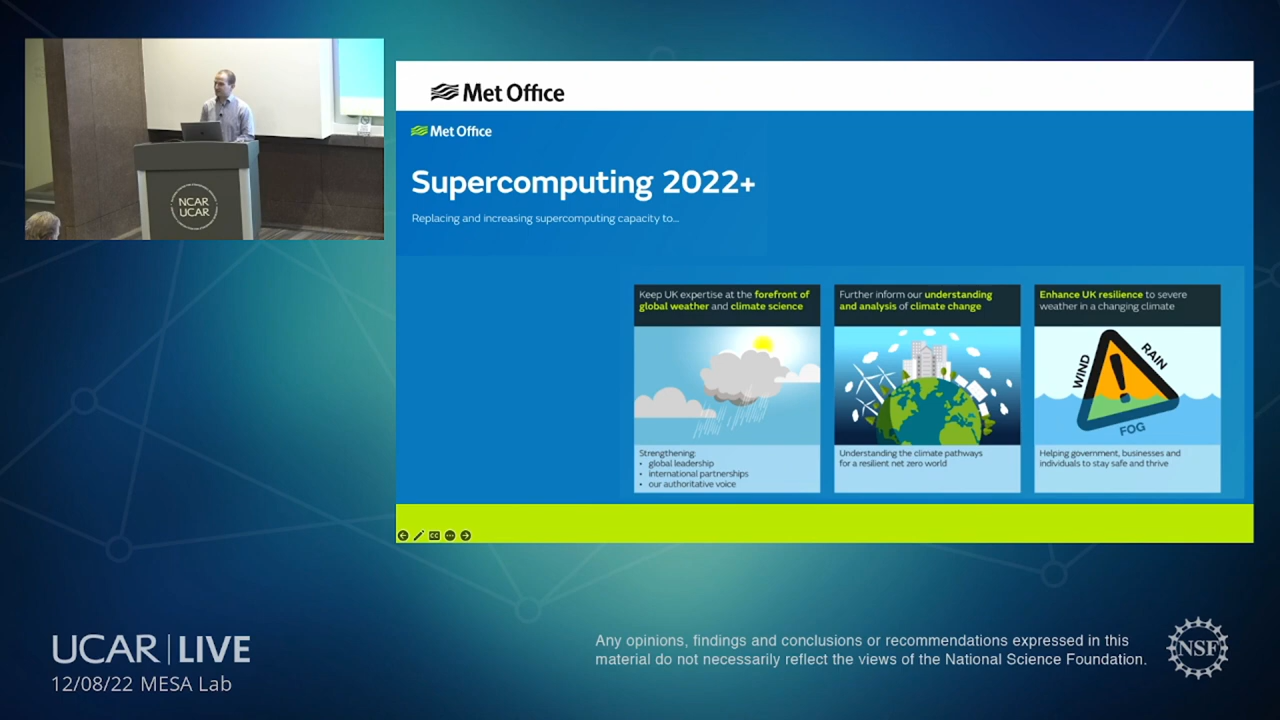 NCAR
UCAR
Met Office
Met Office
Supercomputing 2022+
Replacing and increasing supercomputing capacity to...
Keep UK expertise at the forefront of
global weather and climate science
Strengthening:
• global leadership
• international partnerships
• our authoritative voice
Further inform our understanding
and analysis of climate change
Understanding the climate pathways
for a resilient net zero world
Enhance UK resilience to severe
weather in a changing climate
WIND
RAIN
FOG
Helping government, businesses and
individuals to stay safe and thrive
CC
UCAR | LIVE
12/08/22 MESA Lab
Any opinions, findings and conclusions or recommendations expressed in this
material do not necessarily reflect the views of the National Science Foundation.
NSF